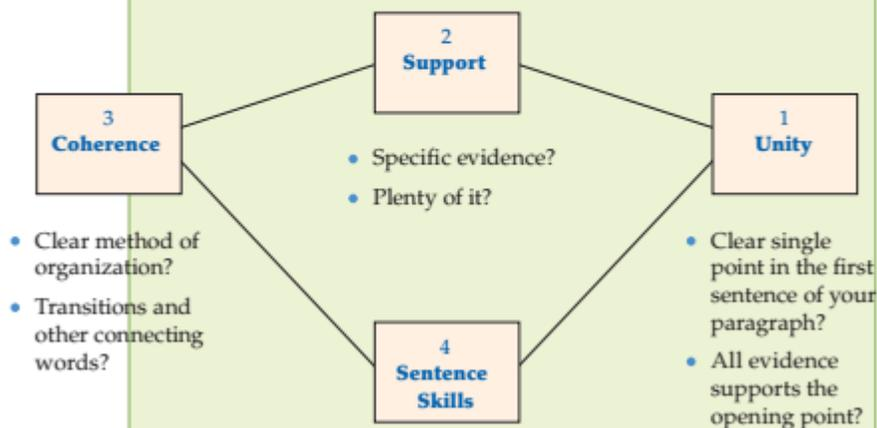 2
Support
3
Coherence
1
Unity
• Specific evidence?
• Plenty of it?
• Clear method of
organization?
• Transitions and
other connecting
words?
• Clear single
point in the first
sentence of your
paragraph?
• All evidence
supports the
opening point?
4
Sentence
Skills